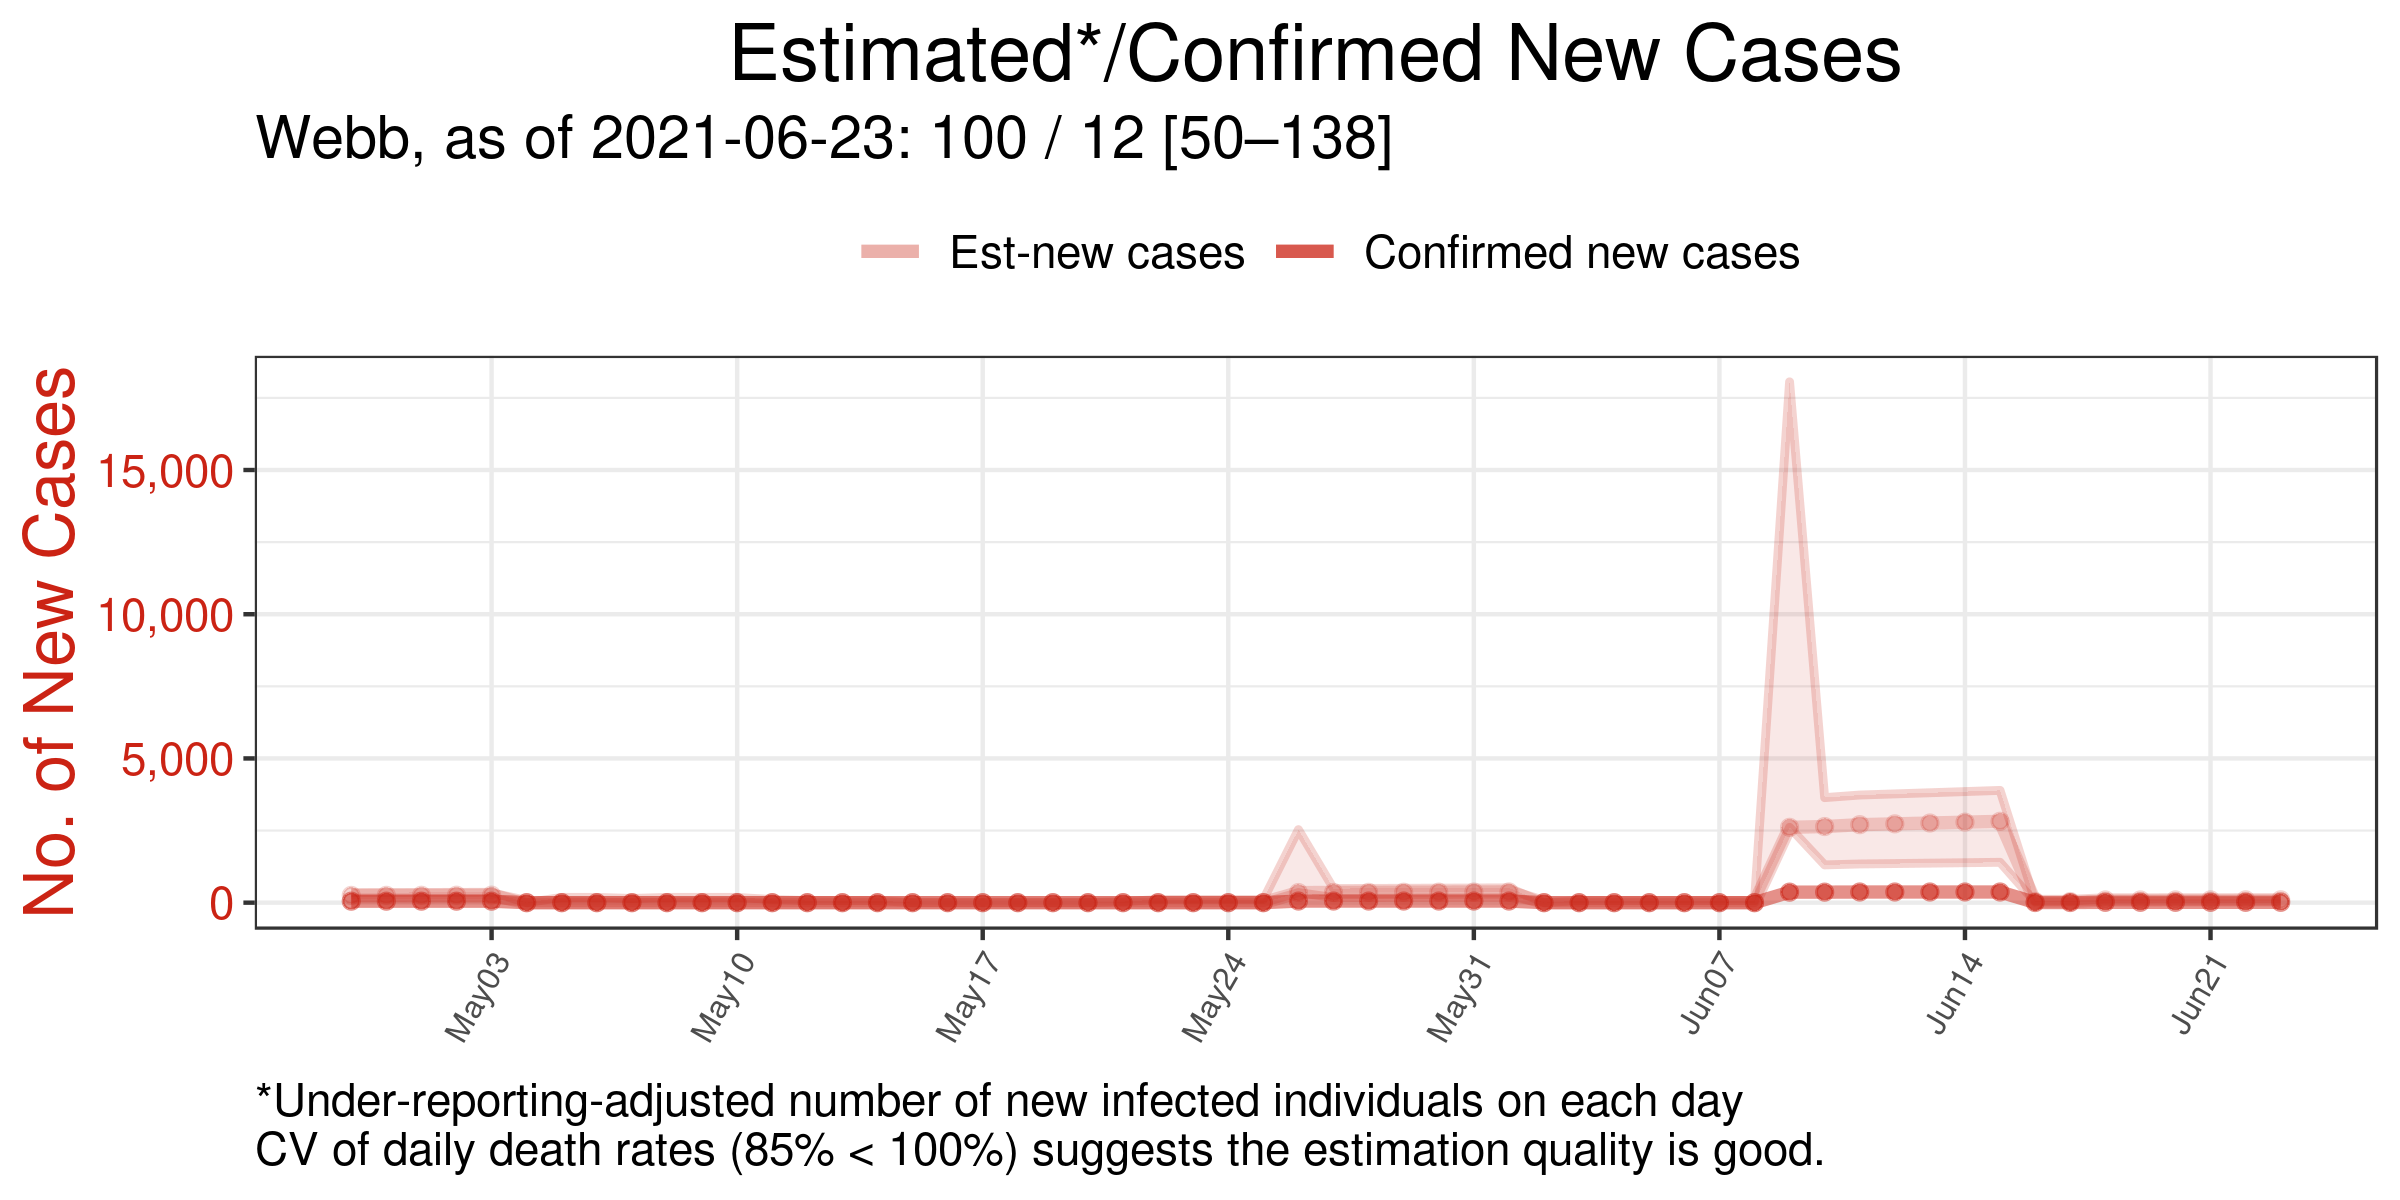 Estimated*/Confirmed New Cases
Webb, as of 2021-06-23: 100 / 12 [50–138]
Est-new cases Confirmed new cases
No. of New Cases
15,000
10,000
5,000
0
May03 May10 May17 May24 May31 Jun07 Jun14 Jun21
*Under-reporting-adjusted number of new infected individuals on each day
CV of daily death rates (85% < 100%) suggests the estimation quality is good.